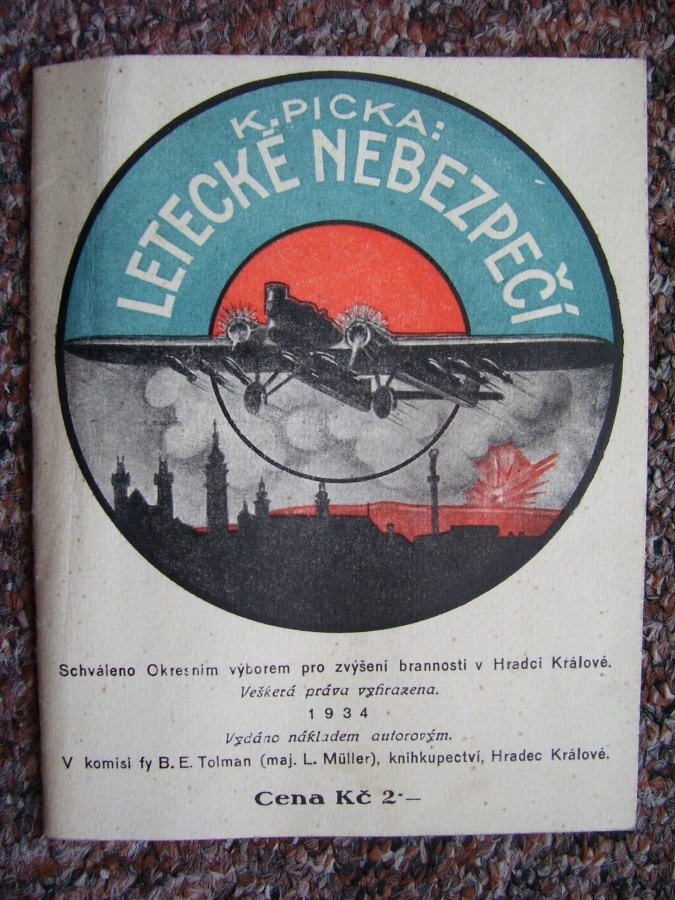 K. PICKA:
LETECKÉ NEBEZPEČÍ
Schváleno Okresním výborem pro zvýšení brannosti v Hradci Králové.
Veškerá práva vyhrazena.
1934
Vydáno nákladem autorovým.
V komisi fy B. E. Tolman (maj. L. Müller), knihkupectví, Hradec Králové.
Cena Kč 2·—